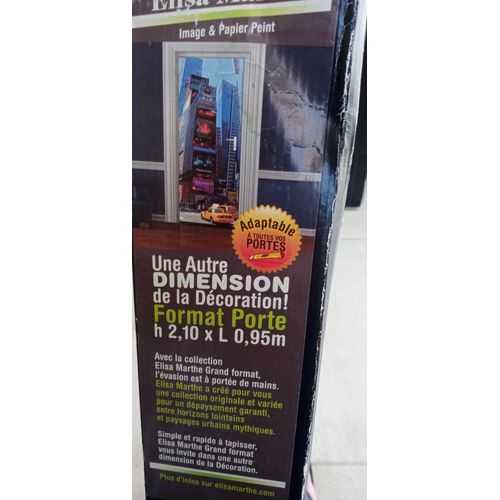 Elisa Mar
Image & Papier Peint
Adaptable
À TOUTES VOS
PORTES
Une Autre
DIMENSION
de la Décoration!
Format Porte
h 2,10 x L 0,95m
Avec la collection
Elisa Marthe Grand format,
l'évasion est à portée de mains.
Elisa Marthe a créé pour vous
une collection originale et variée
pour un dépaysement garanti,
entre horizons lointains
et paysages urbains mythiques.
Simple et rapide à tapisser,
Elisa Marthe Grand format
vous invite dans une autre
dimension de la Décoration.
Plus d'infos sur elisamarthe.com